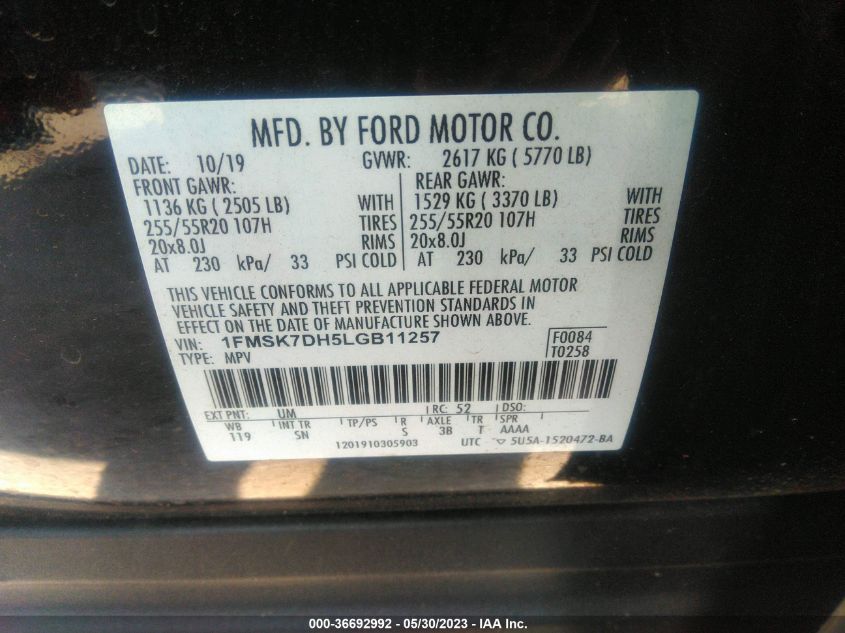 MFD. BY FORD MOTOR CO.
DATE: 10/19 GVWR: 2617 KG ( 5770 LB)
FRONT GAWR: REAR GAWR:
1136 KG ( 2505 LB) WITH 1529 KG ( 3370 LB) WITH
255/55R20 107H TIRES 255/55R20 107H TIRES
20x8.0J RIMS 20x8.0J RIMS
AT 230 kPa/ 33 PSI COLD AT 230 kPa/ 33 PSI COLD
THIS VEHICLE CONFORMS TO ALL APPLICABLE FEDERAL MOTOR
VEHICLE SAFETY AND THEFT PREVENTION STANDARDS IN
EFFECT ON THE DATE OF MANUFACTURE SHOWN ABOVE.
VIN: 1FMSK7DH5LGB11257 F0084
TYPE: MPV T0258
EXT PNT: UM RC: 52 DSO:
WB INT TR TP/PS R AXLE TR SPR
119 SN S 3B T AAAA
1201910305903 UTC 5U5A-1520472-BA
000-36692992 - 05/30/2023 - IAA Inc.